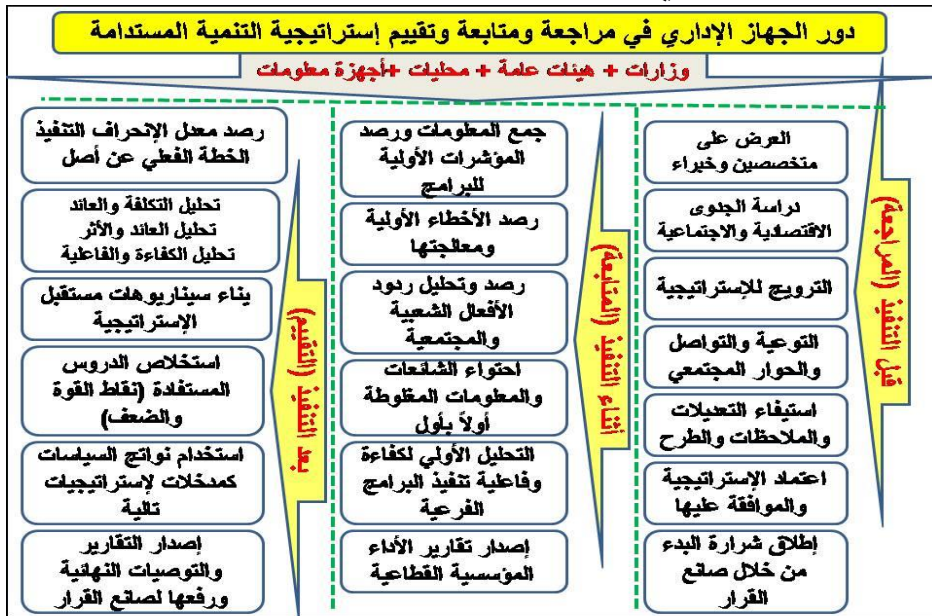 دور الجهاز الإداري في مراجعة ومتابعة وتقييم إستراتيجية التنمية المستدامة
وزارات + هيئات عامة + محليات +أجهزة معلومات
قبل التنفيذ (المراجعة)
العرض على
متخصصين وخبراء
دراسة الجدوى
الاقتصادية والاجتماعية
الترويج للإستراتيجية
التوعية والتواصل
والحوار المجتمعي
استيفاء التعديلات
والملاحظات والطرح
اعتماد الإستراتيجية
والموافقة عليها
إطلاق شرارة البدء
من خلال صانع
القرار
أثناء التنفيذ (المتابعة)
جمع المعلومات ورصد
المؤشرات الأولية
للبرامج
رصد الأخطاء الأولية
ومعالجتها
رصد وتحليل ردود
الأفعال الشعبية
والمجتمعية
احتواء الشائعات
والمعلومات المغلوطة
أولاً بأول
التحليل الأولي لكفاءة
وفاعلية تنفيذ البرامج
الفرعية
إصدار تقارير الأداء
المؤسسية القطاعية
بعد التنفيذ (التقييم)
رصد معدل الإنحراف التنفيذ
الخطة الفعلي عن أصل
تحليل التكلفة والعائد
تحليل العائد والأثر
تحليل الكفاءة والفاعلية
بناء سيناريوهات مستقبل
الإستراتيجية
استخلاص الدروس
المستفادة (نقاط القوة
والضعف)
استخدام نواتج السياسات
كمدخلات لإستراتيجيات
تالية
إصدار التقارير
والتوصيات النهائية
ورفعها لصانع القرار